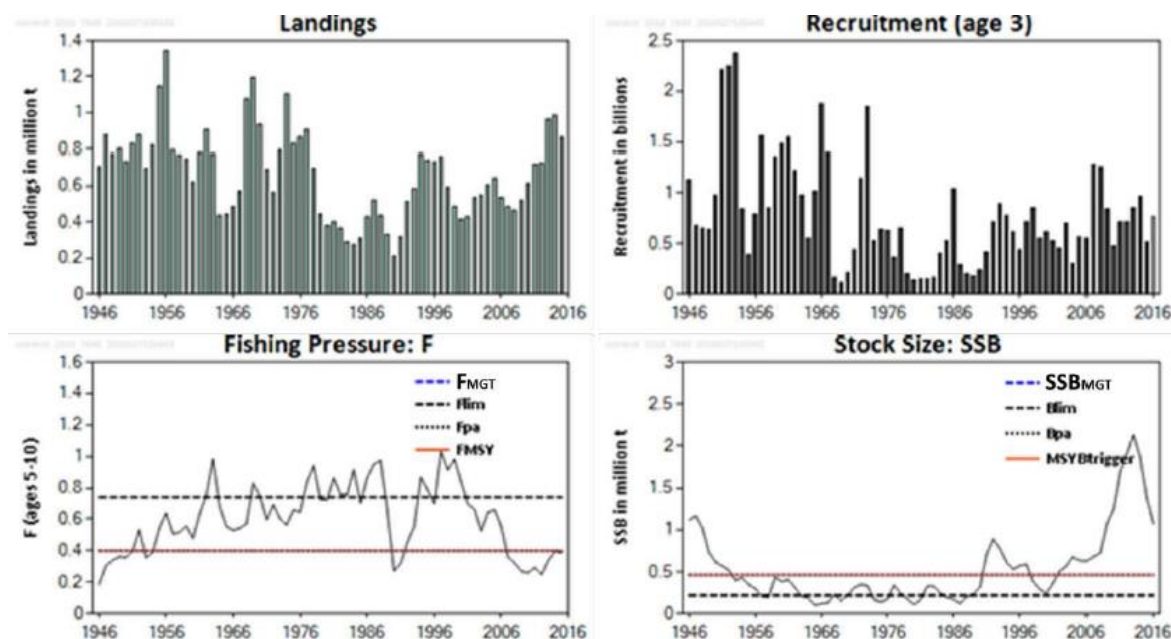 Landings
Landings in million t
1.4
1.2
1
0.8
0.6
0.4
0.2
0
1946 1956 1966 1976 1986 1996 2006 2016
Recruitment (age 3)
Recruitment in billions
2.5
2
1.5
1
0.5
0
1946 1956 1966 1976 1986 1996 2006 2016
Fishing Pressure: F
F (ages 5-10)
1.6
1.4
1.2
1
0.8
0.6
0.4
0.2
0
FMGT
Flim
Fpa
FMSY
1946 1956 1966 1976 1986 1996 2006 2016
Stock Size: SSB
SSB in million t
3
2.5
2
1.5
1
0.5
0
SSBMGT
Blim
Bpa
MSYBtrigger
1946 1956 1966 1976 1986 1996 2006 2016